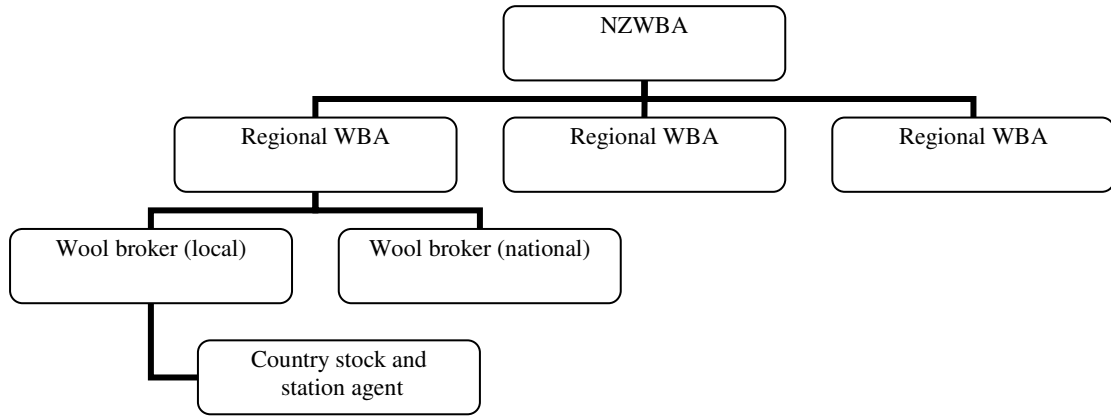 NZWBA
Regional WBA
Regional WBA
Regional WBA
Wool broker (local)
Wool broker (national)
Country stock and
station agent